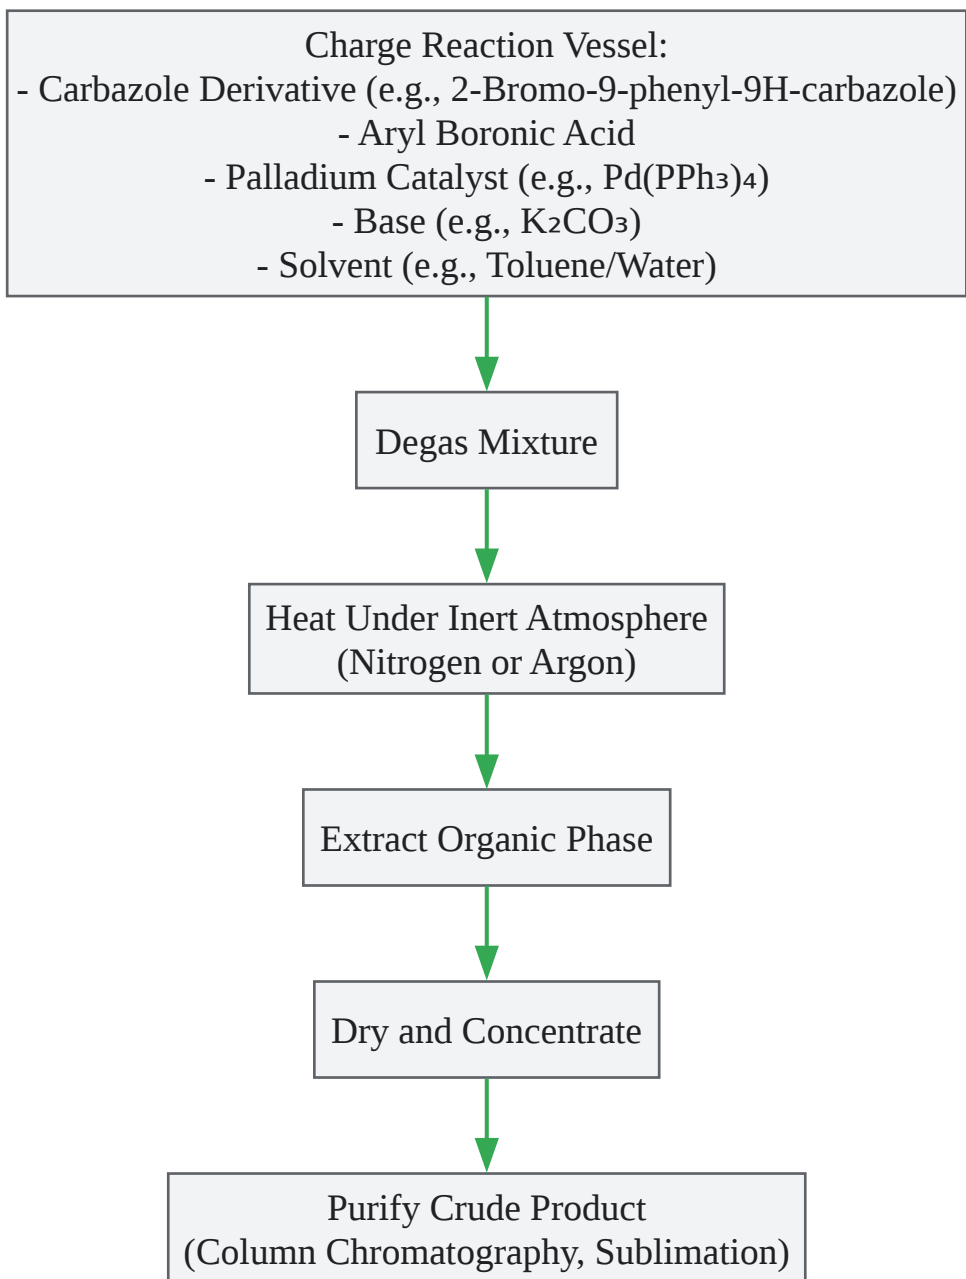 Charge Reaction Vessel:
- Carbazole Derivative (e.g., 2-Bromo-9-phenyl-9H-carbazole)
- Aryl Boronic Acid
- Palladium Catalyst (e.g., Pd(PPh₃)₄)
- Base (e.g., K₂CO₃)
- Solvent (e.g., Toluene/Water)
Degas Mixture
Heat Under Inert Atmosphere
(Nitrogen or Argon)
Extract Organic Phase
Dry and Concentrate
Purify Crude Product
(Column Chromatography, Sublimation)